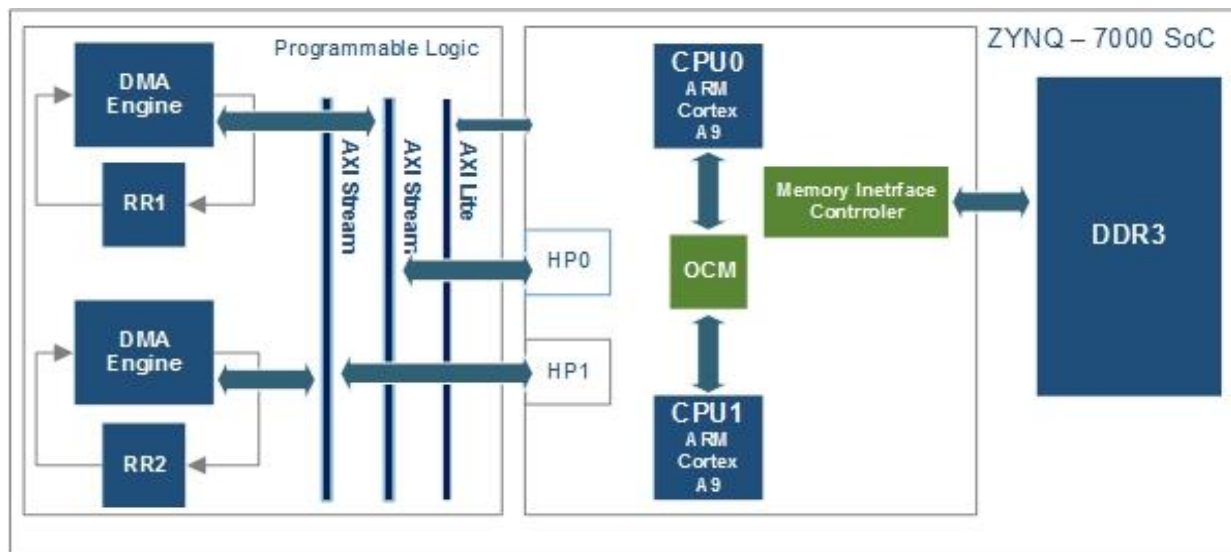 ZYNQ – 7000 SoC
Programmable Logic
DMA
Engine
RR1
DMA
Engine
RR2
AXI Stream
AXI Stream
AXI Lite
HP0
HP1
CPU0
ARM
Cortex
A9
OCM
CPU1
ARM
Cortex
A9
Memory Inetrface
Contrroler
DDR3